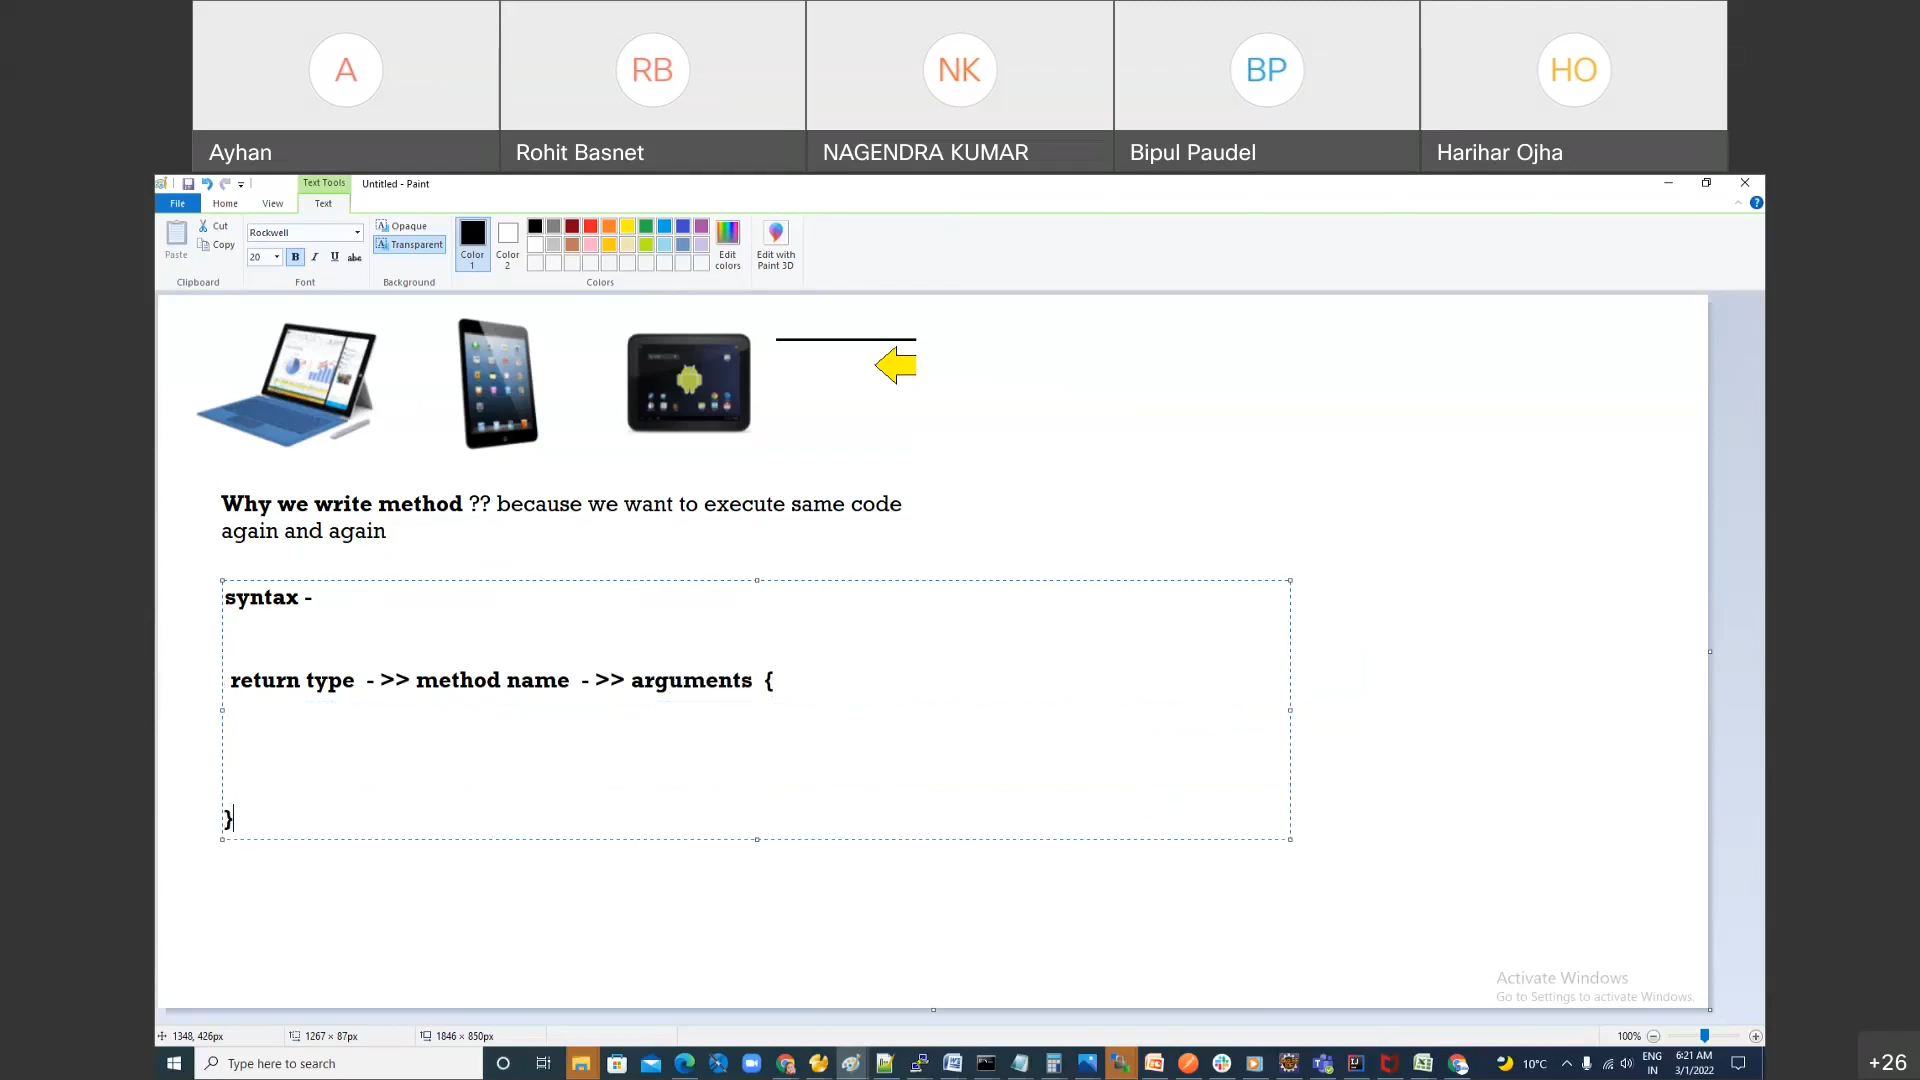 A
RB
NK
BP
HO
Ayhan
Rohit Basnet
NAGENDRA KUMAR
Bipul Paudel
Harihar Ojha
Text Tools
Untitled - Paint
File
Home
View
Text
Paste
Cut
Copy
Clipboard
Rockwell
20
B
I
U
abc
Font
Opaque
Transparent
Background
Color
1
Color
2
Edit
colors
Colors
Edit with
Paint 3D
Why we write method ?? because we want to execute same code
again and again
syntax -
return type - >> method name - >> arguments {
}
Activate Windows
Go to Settings to activate Windows.
1348, 426px
1267 × 87px
1846 × 850px
100%
Type here to search
10°C
ENG
IN
6:21 AM
3/1/2022
+26